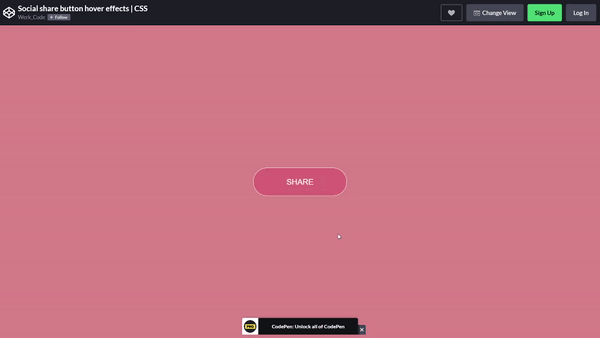 Social share button hover effects | CSS
Work_Code + Follow
Change View
Sign Up
Log In
SHARE
PRO
CodePen: Unlock all of CodePen